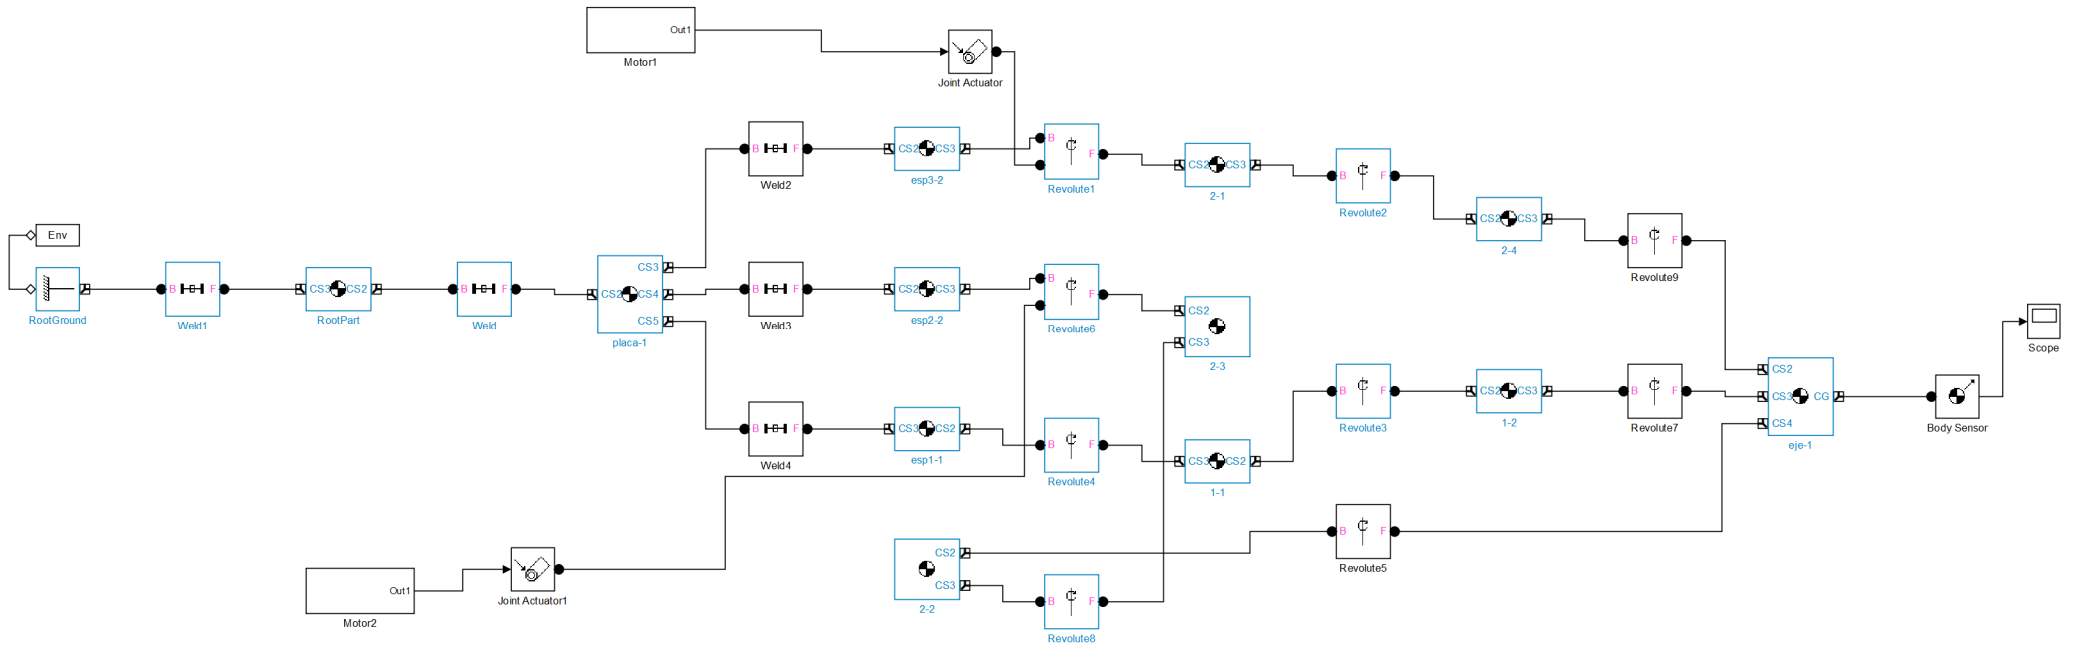 Out1
Motor1
Joint Actuator
B F
Weld2
CS2 CS3
esp3-2
B
F
Revolute1
CS2 CS3
2-1
B F
Revolute2
CS2 CS3
2-4
B F
Revolute9
Env
RootGround
B F
Weld1
CS3 CS2
RootPart
B F
Weld
CS3
CS2 CS4
CS5
placa-1
B F
Weld3
CS2 CS3
esp2-2
B
F
Revolute6
CS2
CS3
2-3
Scope
B F
Revolute3
CS2 CS3
1-2
B F
Revolute7
CS2
CS3 CG
CS4
eje-1
Body Sensor
B F
Weld4
CS3 CS2
esp1-1
B F
Revolute4
CS3 CS2
1-1
B F
Revolute5
Out1
Motor2
Joint Actuator1
CS2
CS3
2-2
B F
Revolute8